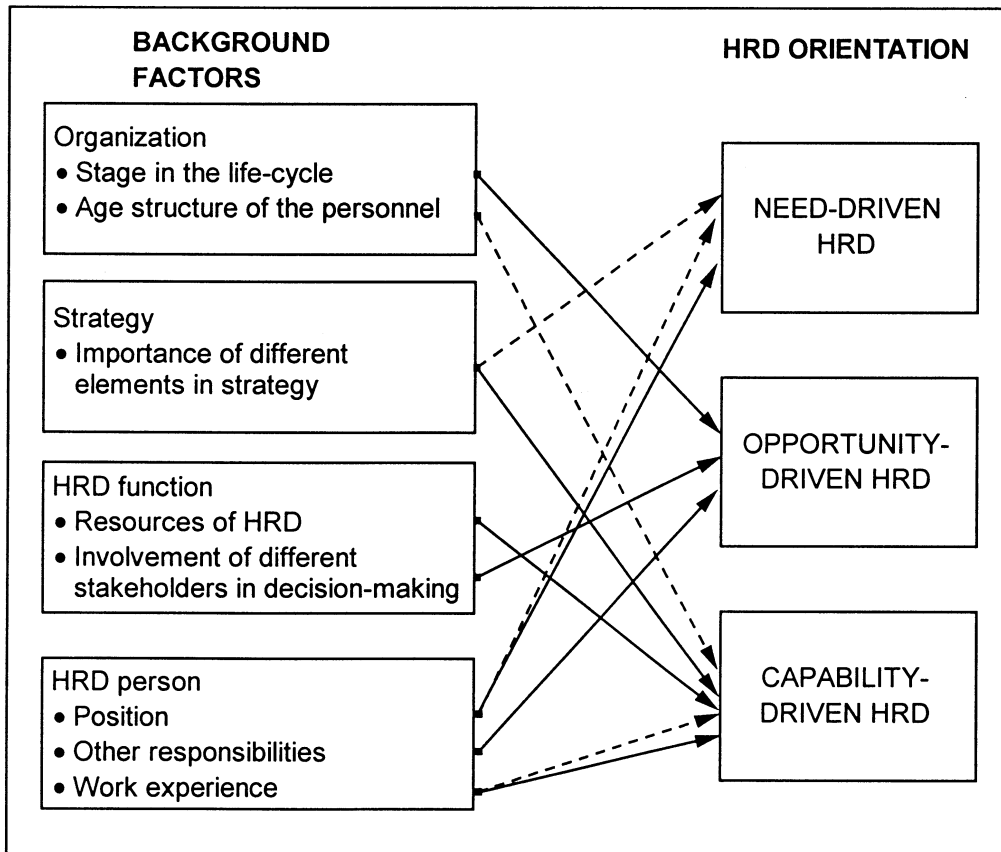 BACKGROUND
FACTORS
HRD ORIENTATION
Organization
• Stage in the life-cycle
• Age structure of the personnel
Strategy
• Importance of different
elements in strategy
HRD function
• Resources of HRD
• Involvement of different
stakeholders in decision-making
HRD person
• Position
• Other responsibilities
• Work experience
NEED-DRIVEN
HRD
OPPORTUNITY-
DRIVEN HRD
CAPABILITY-
DRIVEN HRD